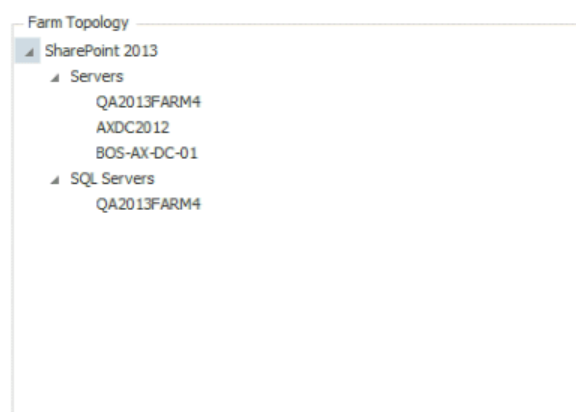 Farm Topology
SharePoint 2013
Servers
QA2013FARM4
AXDC2012
BOS-AX-DC-01
SQL Servers
QA2013FARM4